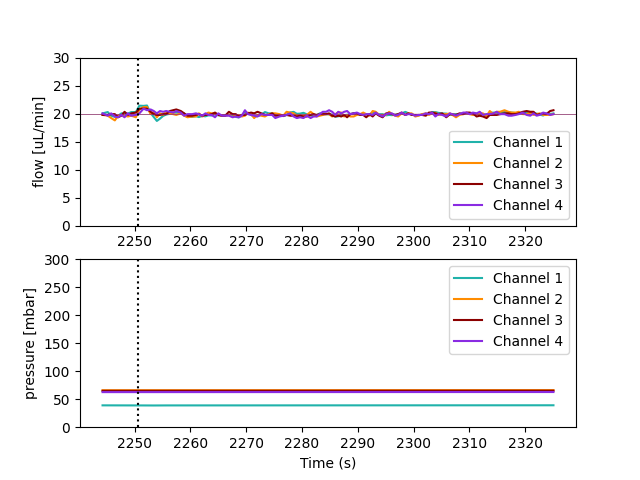 30
25
20
15
10
5
0
flow [uL/min]
Channel 1
Channel 2
Channel 3
Channel 4
2250 2260 2270 2280 2290 2300 2310 2320
300
250
200
150
100
50
0
pressure [mbar]
Channel 1
Channel 2
Channel 3
Channel 4
2250 2260 2270 2280 2290 2300 2310 2320
Time (s)